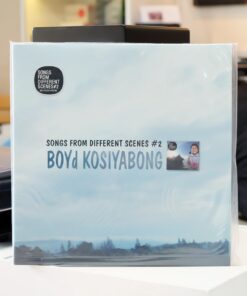 SONGS
FROM
DIFFERENT
SCENES#2
SONGS FROM DIFFERENT SCENES #2
BOYd KOSIYABONG